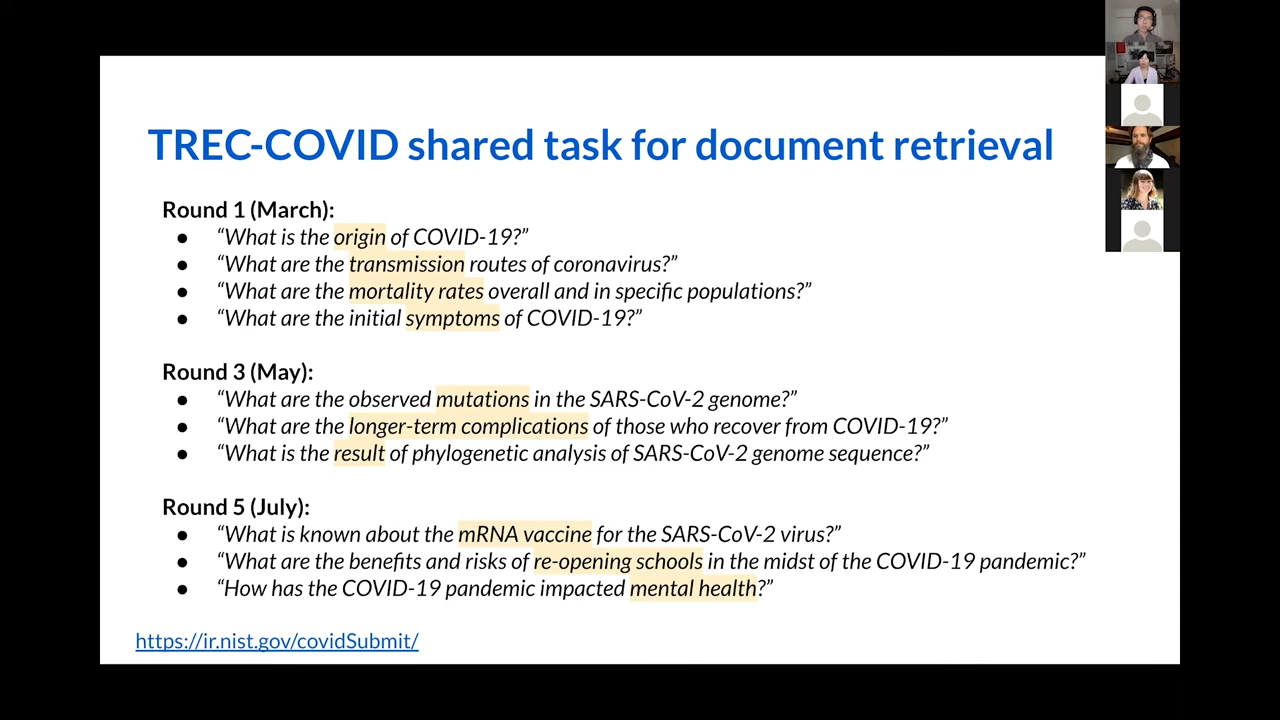 TREC-COVID shared task for document retrieval
Round 1 (March):
● “What is the origin of COVID-19?”
● “What are the transmission routes of coronavirus?”
● “What are the mortality rates overall and in specific populations?”
● “What are the initial symptoms of COVID-19?”
Round 3 (May):
● “What are the observed mutations in the SARS-CoV-2 genome?”
● “What are the longer-term complications of those who recover from COVID-19?”
● “What is the result of phylogenetic analysis of SARS-CoV-2 genome sequence?”
Round 5 (July):
● “What is known about the mRNA vaccine for the SARS-CoV-2 virus?”
● “What are the benefits and risks of re-opening schools in the midst of the COVID-19 pandemic?”
● “How has the COVID-19 pandemic impacted mental health?”
https://ir.nist.gov/covidSubmit/